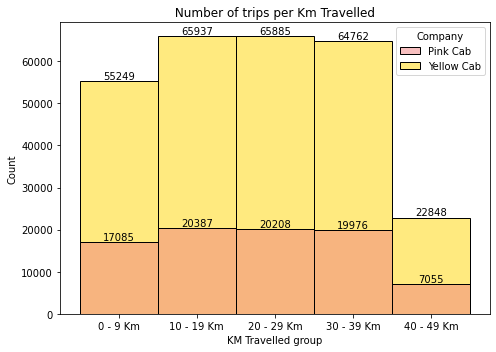 Number of trips per Km Travelled
Company
Pink Cab
Yellow Cab
Count
60000
50000
40000
30000
20000
10000
0
55249
65937
65885
64762
22848
17085
20387
20208
19976
7055
0 - 9 Km
10 - 19 Km
20 - 29 Km
30 - 39 Km
40 - 49 Km
KM Travelled group